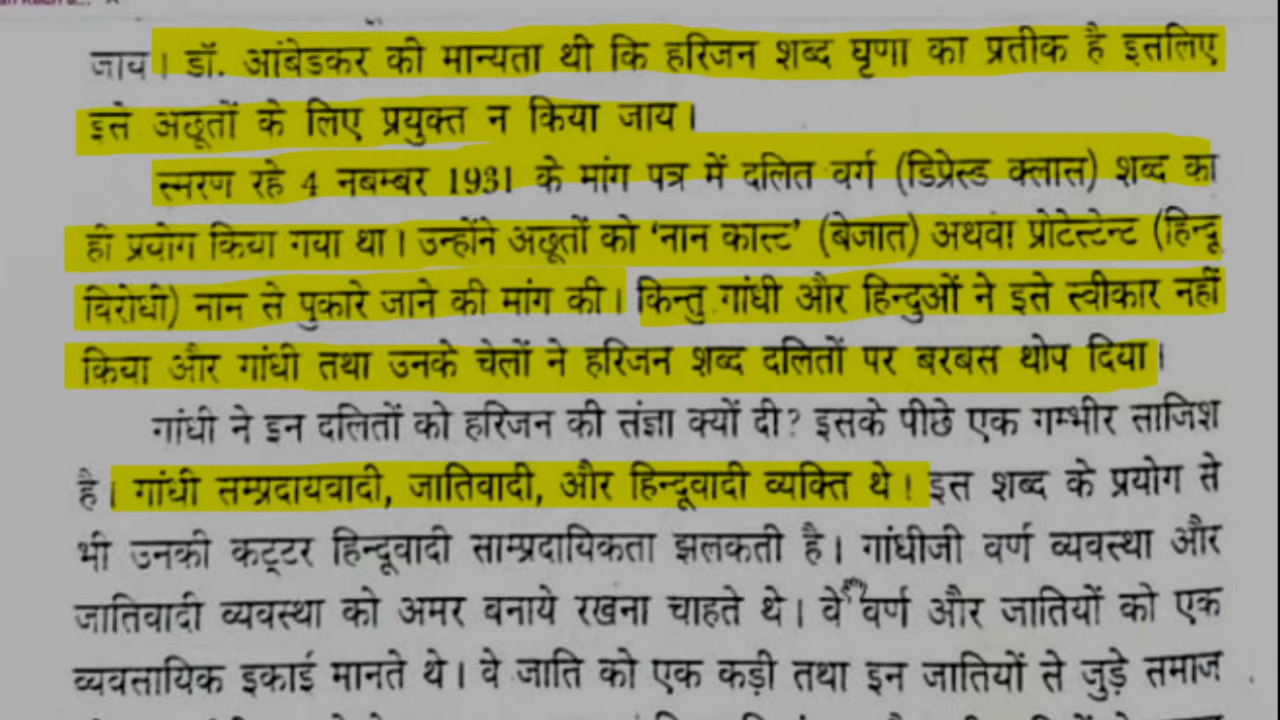 जाय। डॉ. आंबेडकर की मान्यता थी कि हरिजन शब्द घृणा का प्रतीक है इसलिए
इसे अछूतों के लिए प्रयुक्त न किया जाय।
स्मरण रहे 4 नबम्बर 1931 के मांग पत्र में दलित वर्ग (डिप्रेस्ड क्लास) शब्द का
ही प्रयोग किया गया था। उन्होंने अछूतों को 'नान कास्ट' (बेजात) अथवा प्रोटेस्टेन्ट (हिन्दू
विरोधी) नाम से पुकारे जाने की मांग की। किन्तु गांधी और हिन्दुओं ने इसे स्वीकार नहीं
किया और गांधी तथा उनके चेलों ने हरिजन शब्द दलितों पर बरबस थोप दिया।
गांधी ने इन दलितों को हरिजन की संज्ञा क्यों दी? इसके पीछे एक गम्भीर साजिश
है। गांधी सम्प्रदायवादी, जातिवादी, और हिन्दूवादी व्यक्ति थे। इस शब्द के प्रयोग से
भी उनकी कट्टर हिन्दूवादी साम्प्रदायिकता झलकती है। गांधीजी वर्ण व्यवस्था और
जातिवादी व्यवस्था को अमर बनाये रखना चाहते थे। वे वर्ण और जातियों को एक
व्यवसायिक इकाई मानते थे। वे जाति को एक कड़ी तथा इन जातियों से जुड़े समाज